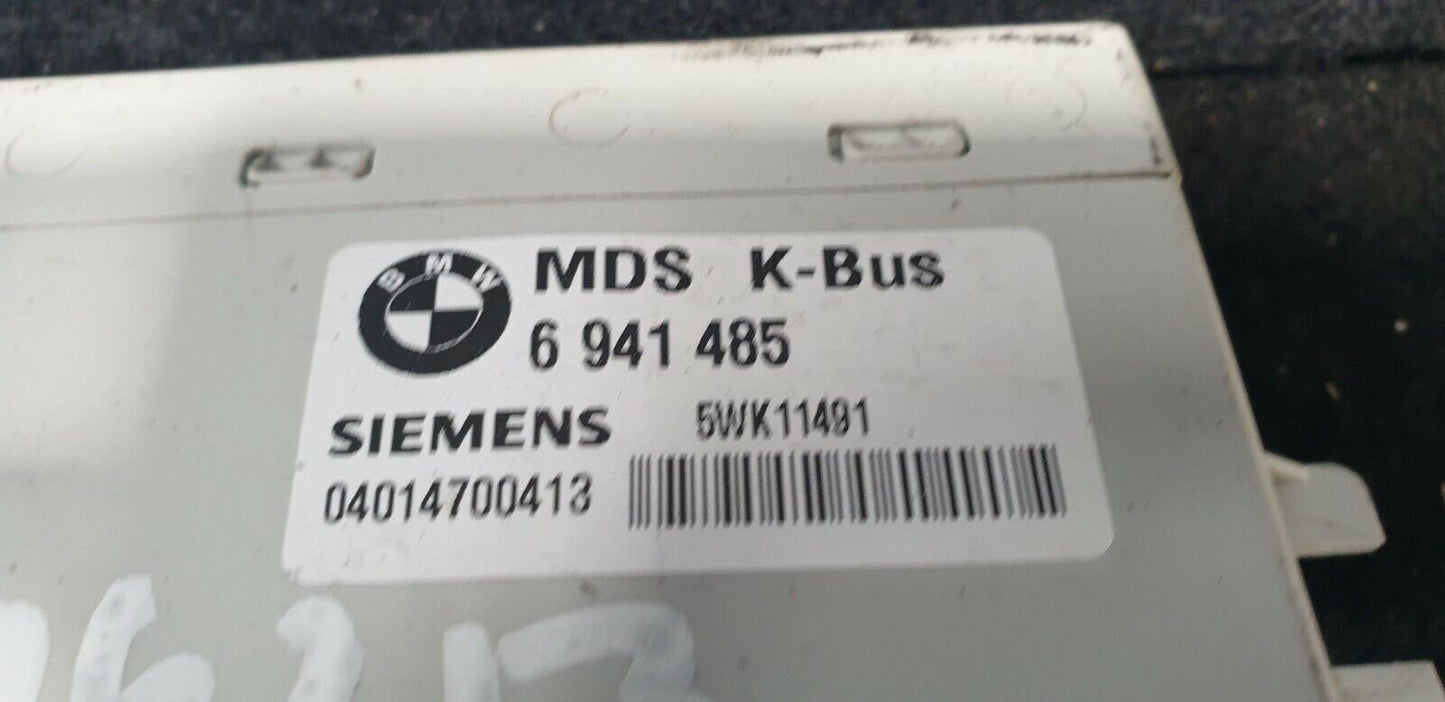 BMW
MDS K-Bus
6 941 485
SIEMENS 5WK11491
04014700413